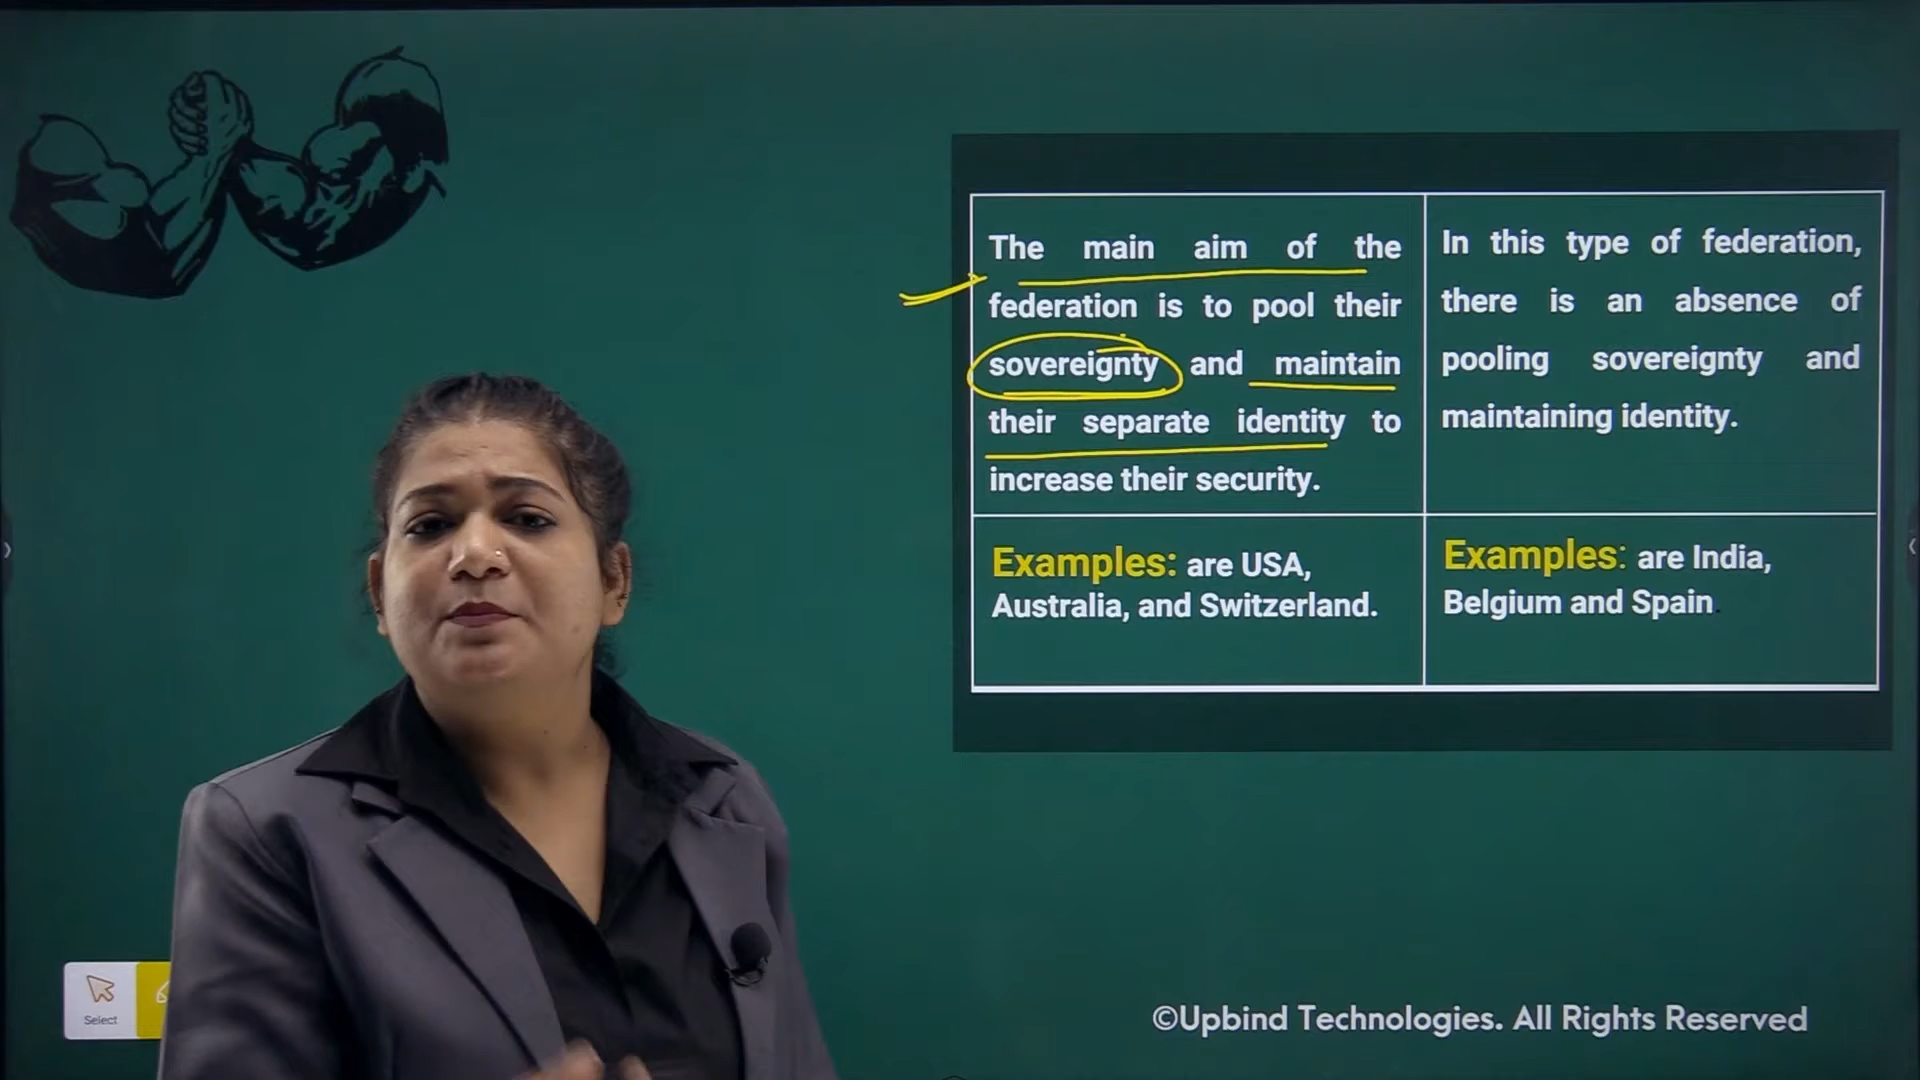 The main aim of the
federation is to pool their
sovereignty and maintain
their separate identity to
increase their security.
In this type of federation,
there is an absence of
pooling sovereignty and
maintaining identity.
Examples: are USA,
Australia, and Switzerland.
Examples: are India,
Belgium and Spain.
Select
©Upbind Technologies. All Rights Reserved